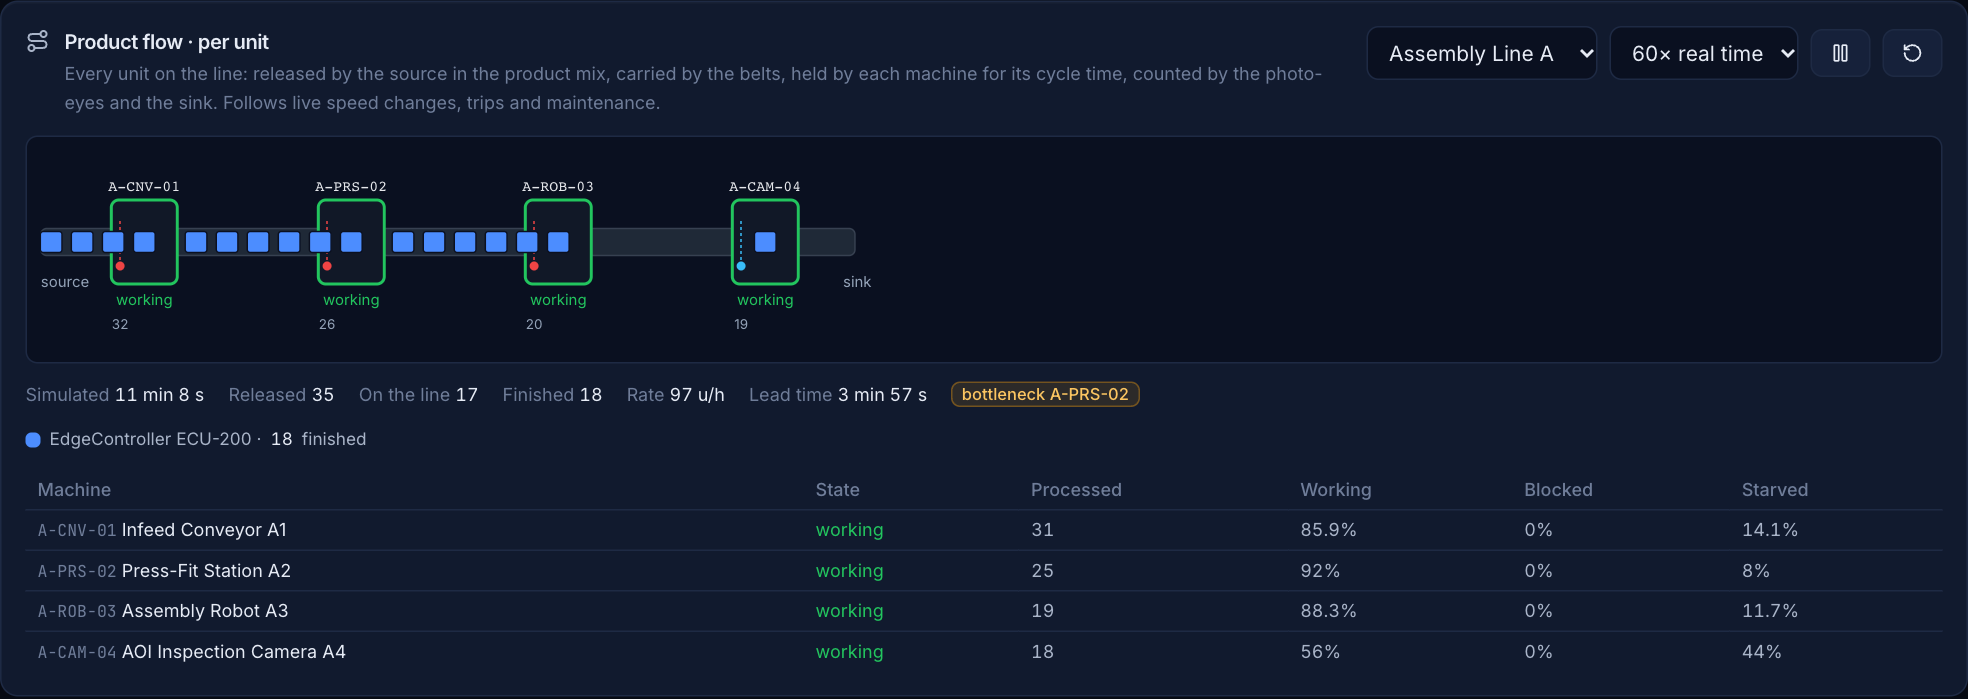 Product flow · per unit
Every unit on the line: released by the source in the product mix, carried by the belts, held by each machine for its cycle time, counted by the photo-
eyes and the sink. Follows live speed changes, trips and maintenance.
Assembly Line A
60× real time
A-CNV-01 A-PRS-02 A-ROB-03 A-CAM-04
source sink
working working working working
32 26 20 19
Simulated 11 min 8 s Released 35 On the line 17 Finished 18 Rate 97 u/h Lead time 3 min 57 s bottleneck A-PRS-02
EdgeController ECU-200 · 18 finished
Machine State Processed Working Blocked Starved
A-CNV-01 Infeed Conveyor A1 working 31 85.9% 0% 14.1%
A-PRS-02 Press-Fit Station A2 working 25 92% 0% 8%
A-ROB-03 Assembly Robot A3 working 19 88.3% 0% 11.7%
A-CAM-04 AOI Inspection Camera A4 working 18 56% 0% 44%